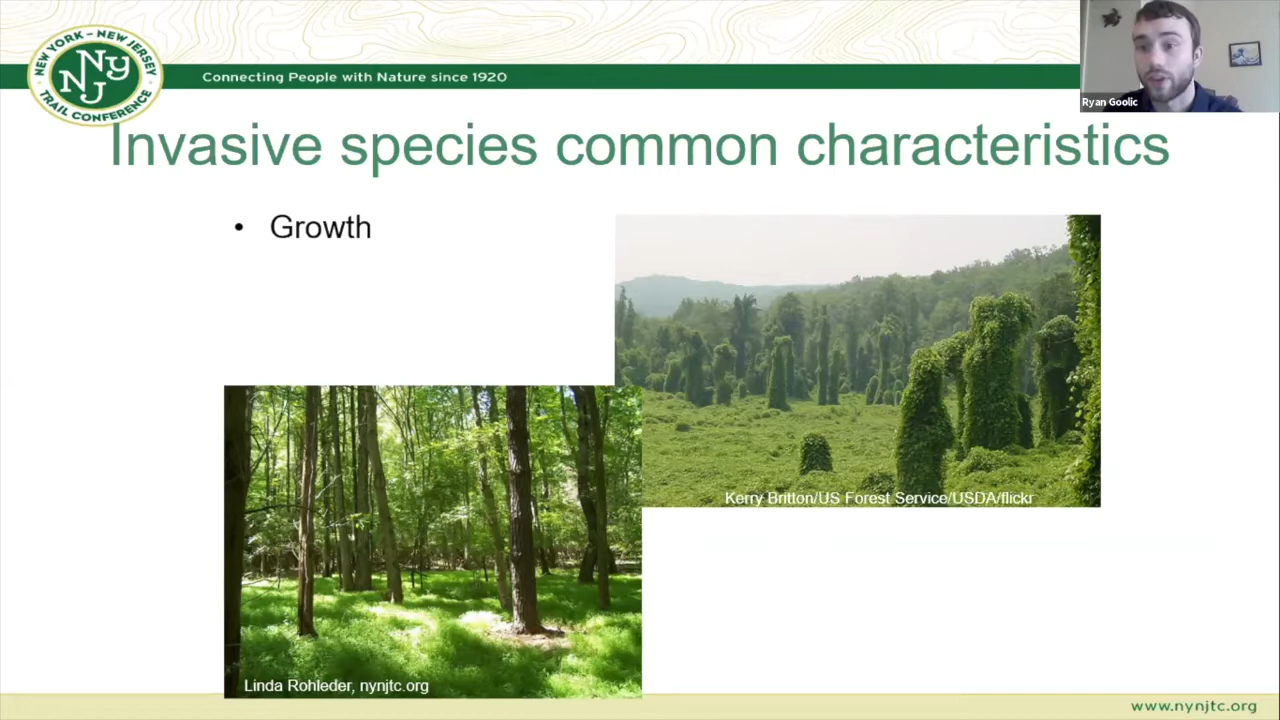 NEW YORK – NEW JERSEY
NY
NJ
TRAIL CONFERENCE
Connecting People with Nature since 1920
Ryan Goolic
Invasive species common characteristics
• Growth
Kerry Britton/US Forest Service/USDA/flickr
Linda Rohleder, nynjtc.org
www.nynjtc.org